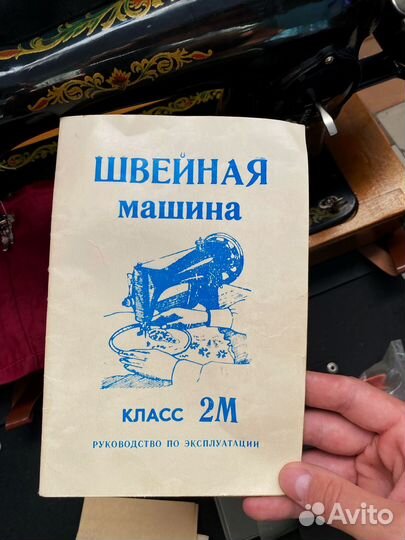 ШВЕЙНАЯ
машина
КЛАСС 2М
РУКОВОДСТВО ПО ЭКСПЛУАТАЦИИ
Avito